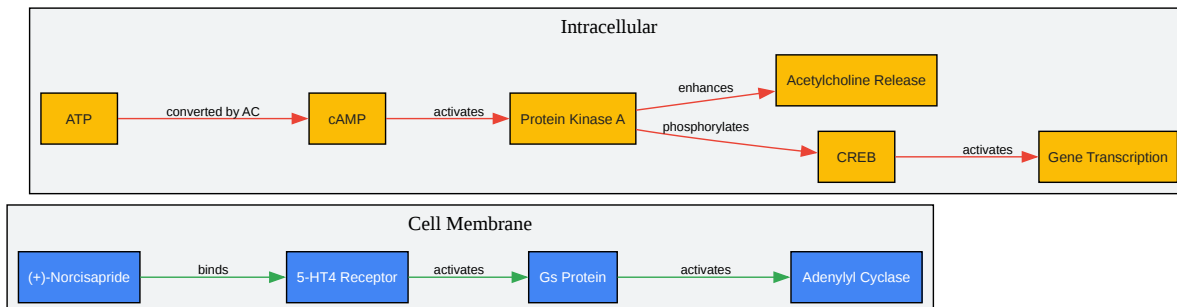 Intracellular
ATP
converted by AC
cAMP
activates
Protein Kinase A
enhances
Acetylcholine Release
phosphorylates
CREB
activates
Gene Transcription
Cell Membrane
(+)-Norcisapride
binds
5-HT4 Receptor
activates
Gs Protein
activates
Adenylyl Cyclase